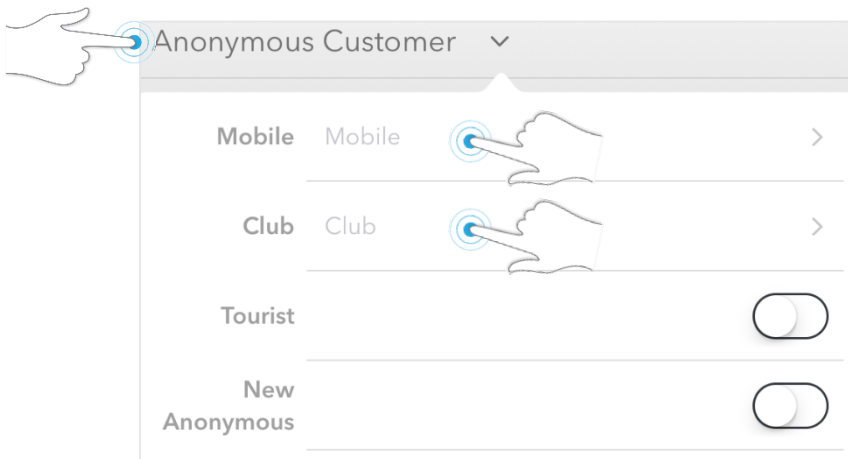 Anonymous Customer
Mobile Mobile
Club Club
Tourist
New
Anonymous